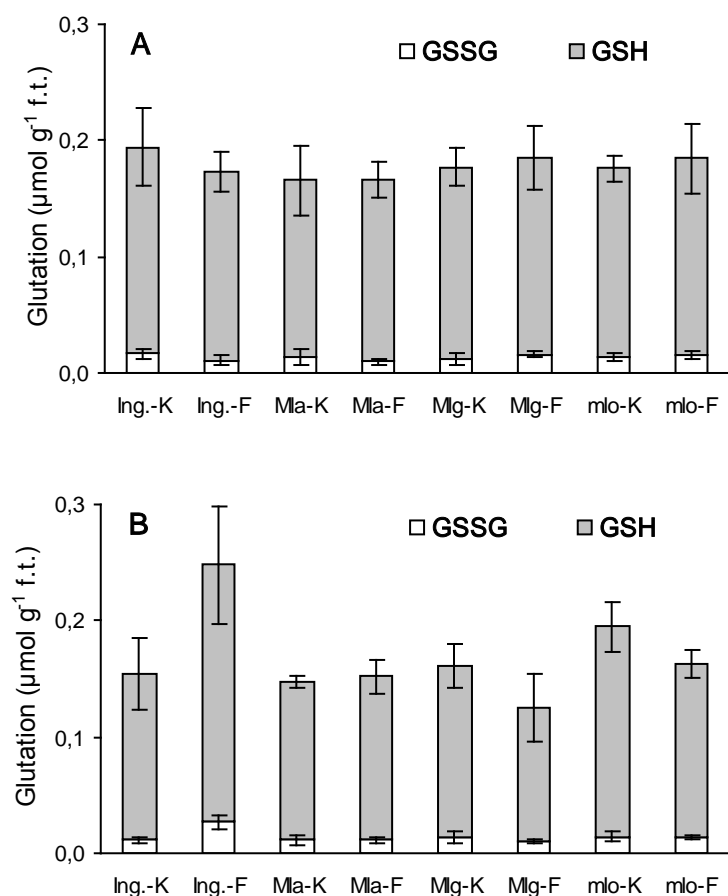 0,3
A
GSSG GSH
0,2
0,1
0,0
Glutation (µmol g⁻¹ f.t.)
Ing.-K Ing.-F Mla-K Mla-F Mlg-K Mlg-F mlo-K mlo-F
0,3
B
GSSG GSH
0,2
0,1
0,0
Glutation (µmol g⁻¹ f.t.)
Ing.-K Ing.-F Mla-K Mla-F Mlg-K Mlg-F mlo-K mlo-F